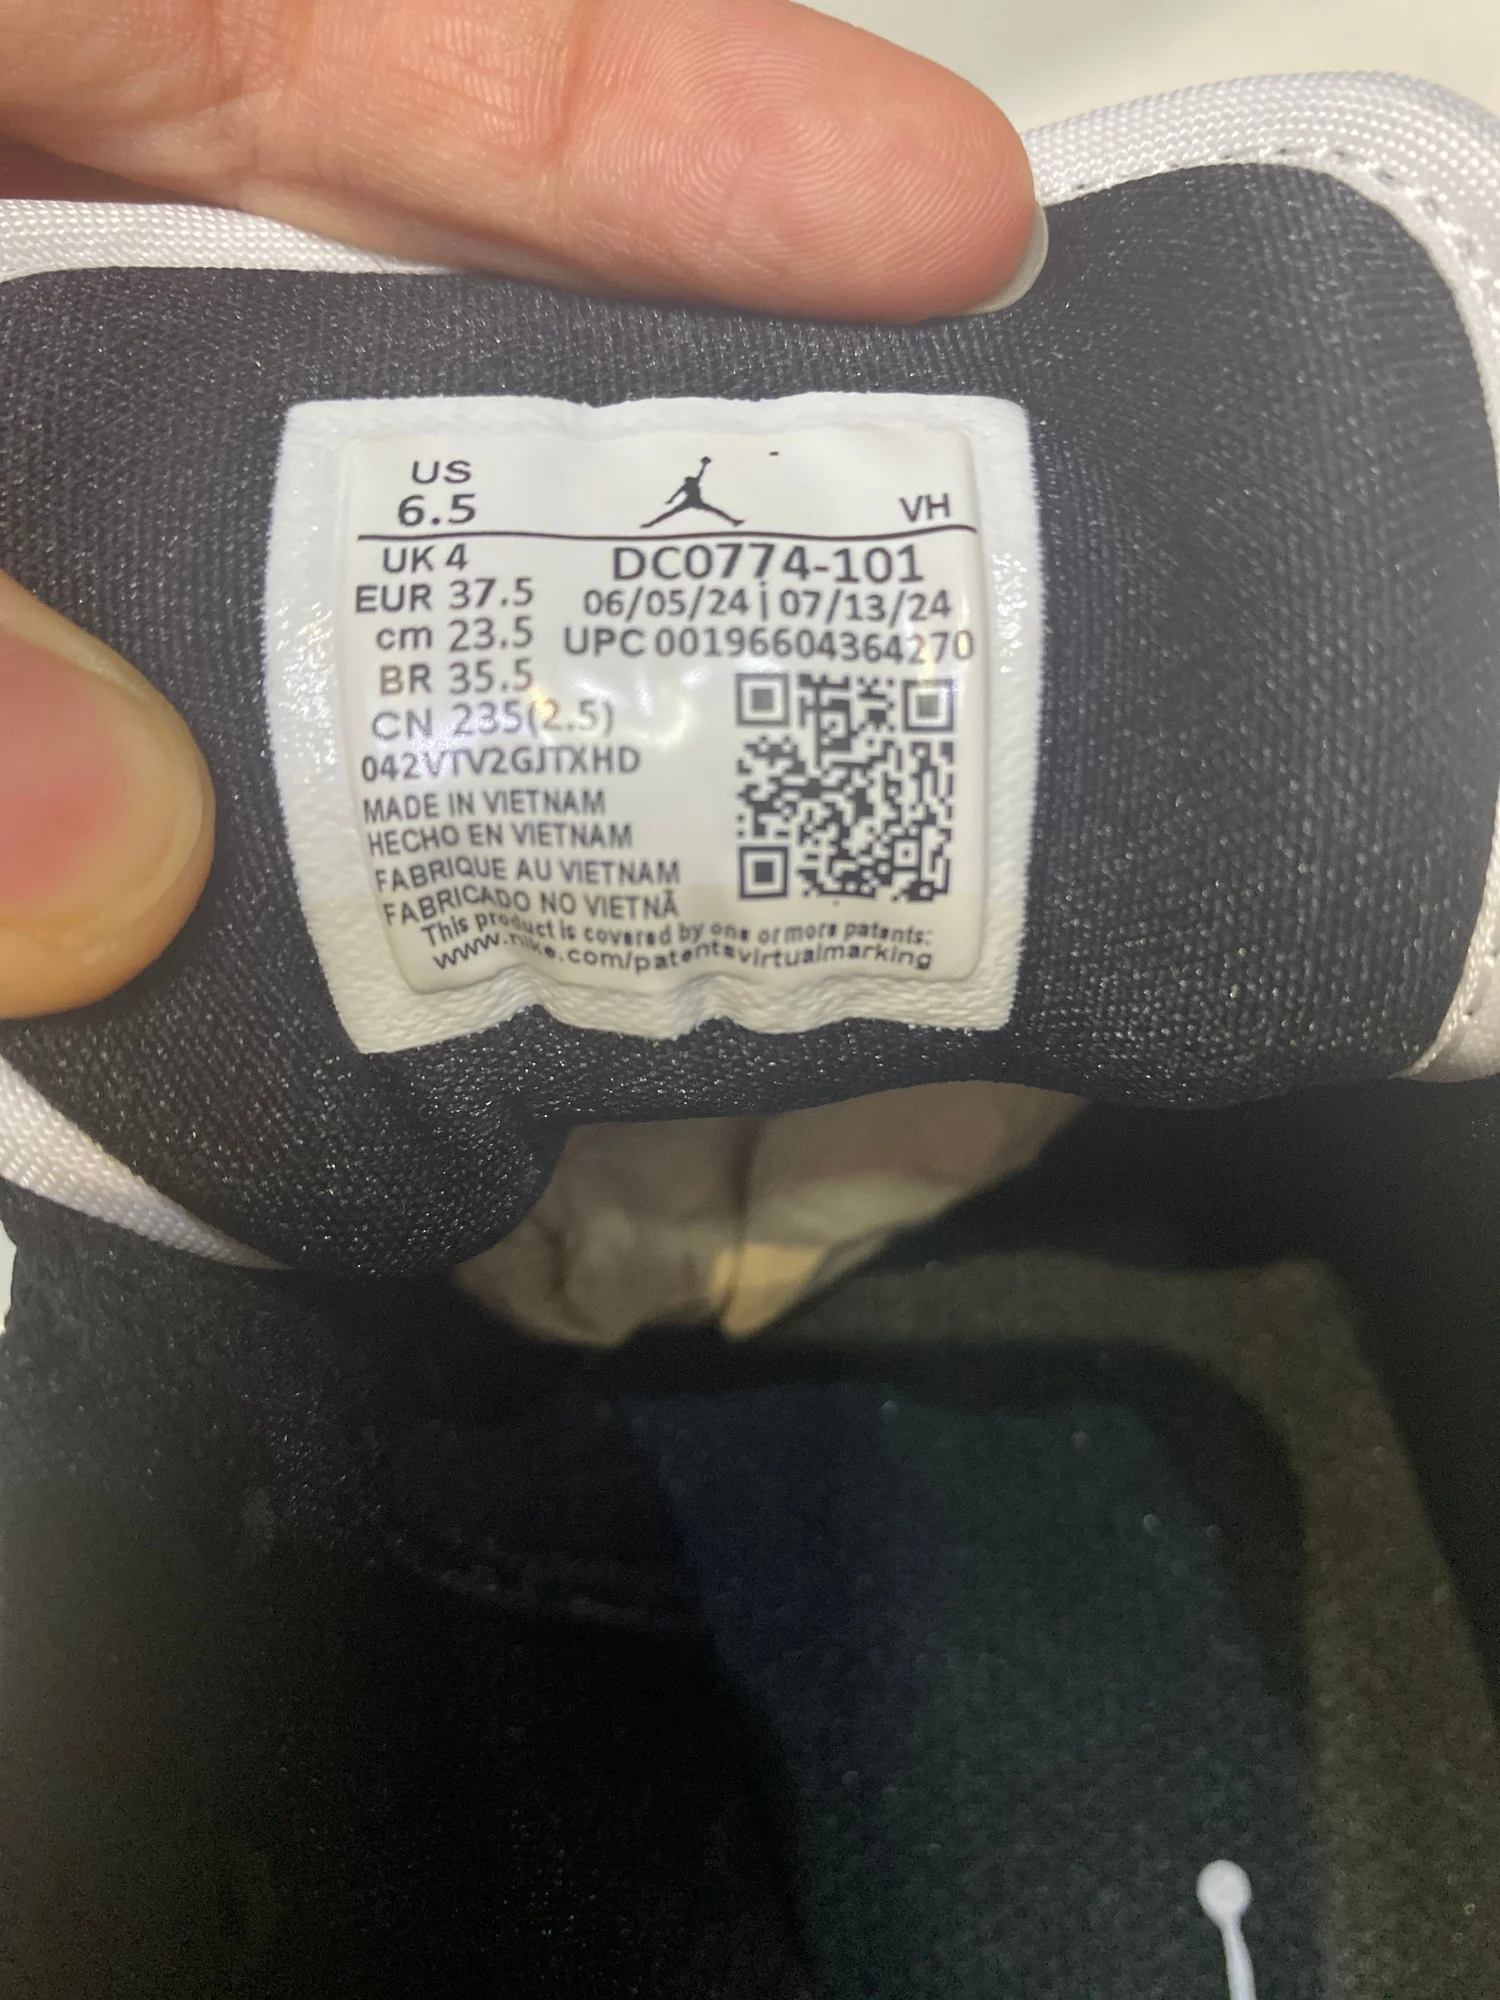 US
6.5
VH
UK 4
DC0774-101
EUR 37.5
06/05/24 | 07/13/24
cm 23.5
UPC 00196604364270
BR 35.5
CN 235(2.5)
042VTV2GJTXHD
MADE IN VIETNAM
HECHO EN VIETNAM
FABRIQUE AU VIETNAM
FABRICADO NO VIETNÃ
This product is covered by one or more patents:
www.nike.com/patentsvirtualmarking